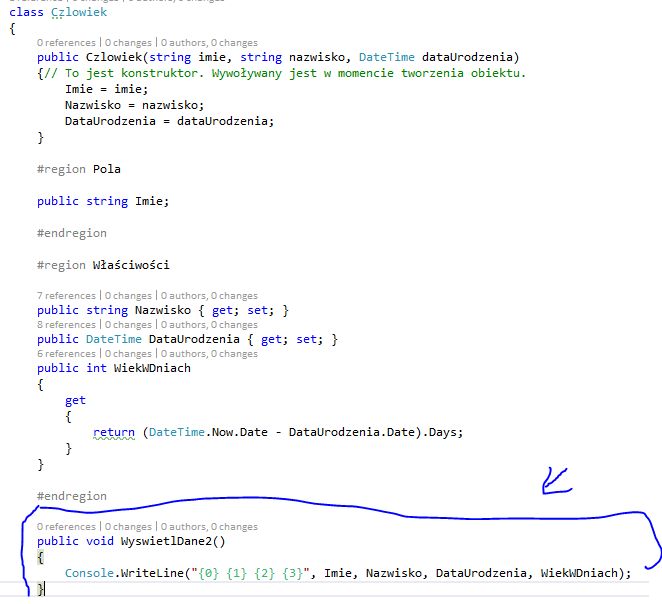 class Czlowiek
{
0 references | 0 changes | 0 authors, 0 changes
public Czlowiek(string imie, string nazwisko, DateTime dataUrodzenia)
{// To jest konstruktor. Wywoływany jest w momencie tworzenia obiektu.
Imie = imie;
Nazwisko = nazwisko;
DataUrodzenia = dataUrodzenia;
}
#region Pola
public string Imie;
#endregion
#region Właściwości
7 references | 0 changes | 0 authors, 0 changes
public string Nazwisko { get; set; }
8 references | 0 changes | 0 authors, 0 changes
public DateTime DataUrodzenia { get; set; }
6 references | 0 changes | 0 authors, 0 changes
public int WiekWDniach
{
get
{
return (DateTime.Now.Date - DataUrodzenia.Date).Days;
}
}
#endregion
0 references | 0 changes | 0 authors, 0 changes
public void WyswietlDane2()
{
Console.WriteLine("{0} {1} {2} {3}", Imie, Nazwisko, DataUrodzenia, WiekWDniach);
}